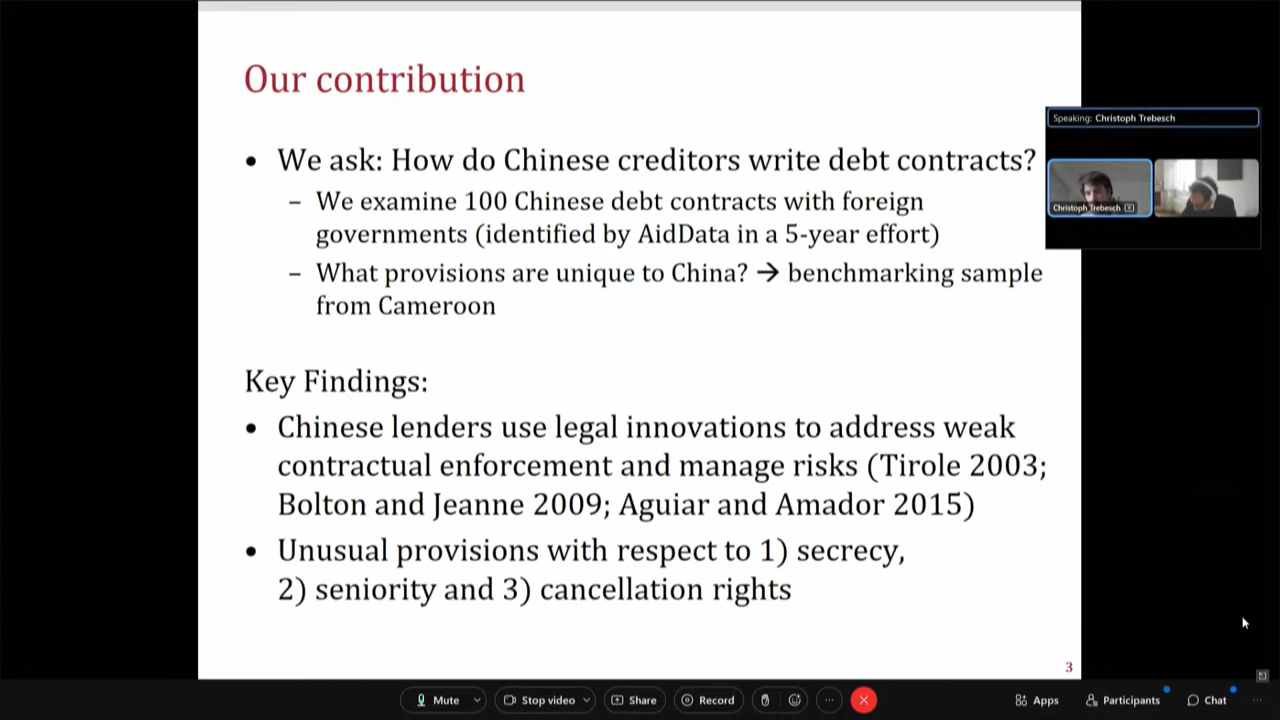 Our contribution
• We ask: How do Chinese creditors write debt contracts?
– We examine 100 Chinese debt contracts with foreign
governments (identified by AidData in a 5-year effort)
– What provisions are unique to China? → benchmarking sample
from Cameroon
Key Findings:
• Chinese lenders use legal innovations to address weak
contractual enforcement and manage risks (Tirole 2003;
Bolton and Jeanne 2009; Aguiar and Amador 2015)
• Unusual provisions with respect to 1) secrecy,
2) seniority and 3) cancellation rights
3
Speaking: Christoph Trebesch
Christoph Trebesch
Mute
Stop video
Share
Record
Apps
Participants
Chat